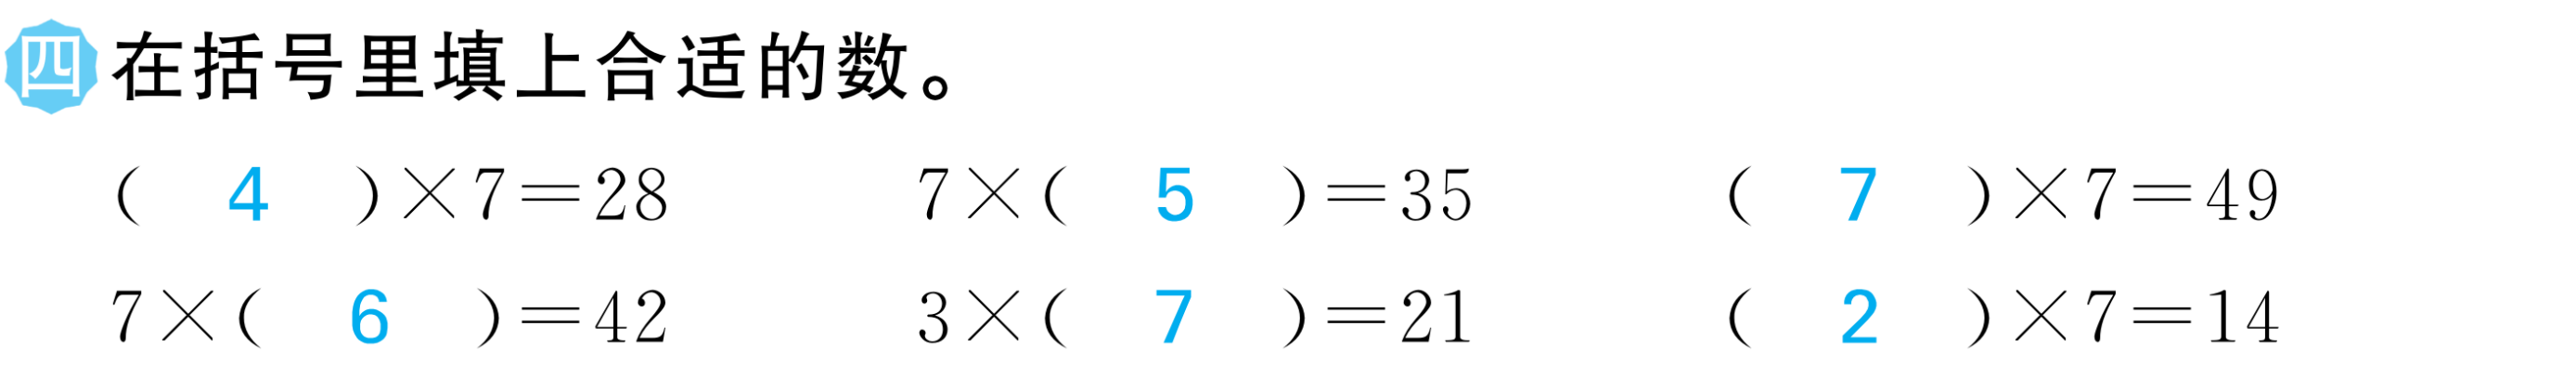 四 在括号里填上合适的数。
( 4 )×7=28 7×( 5 )=35 ( 7 )×7=49
7×( 6 )=42 3×( 7 )=21 ( 2 )×7=14